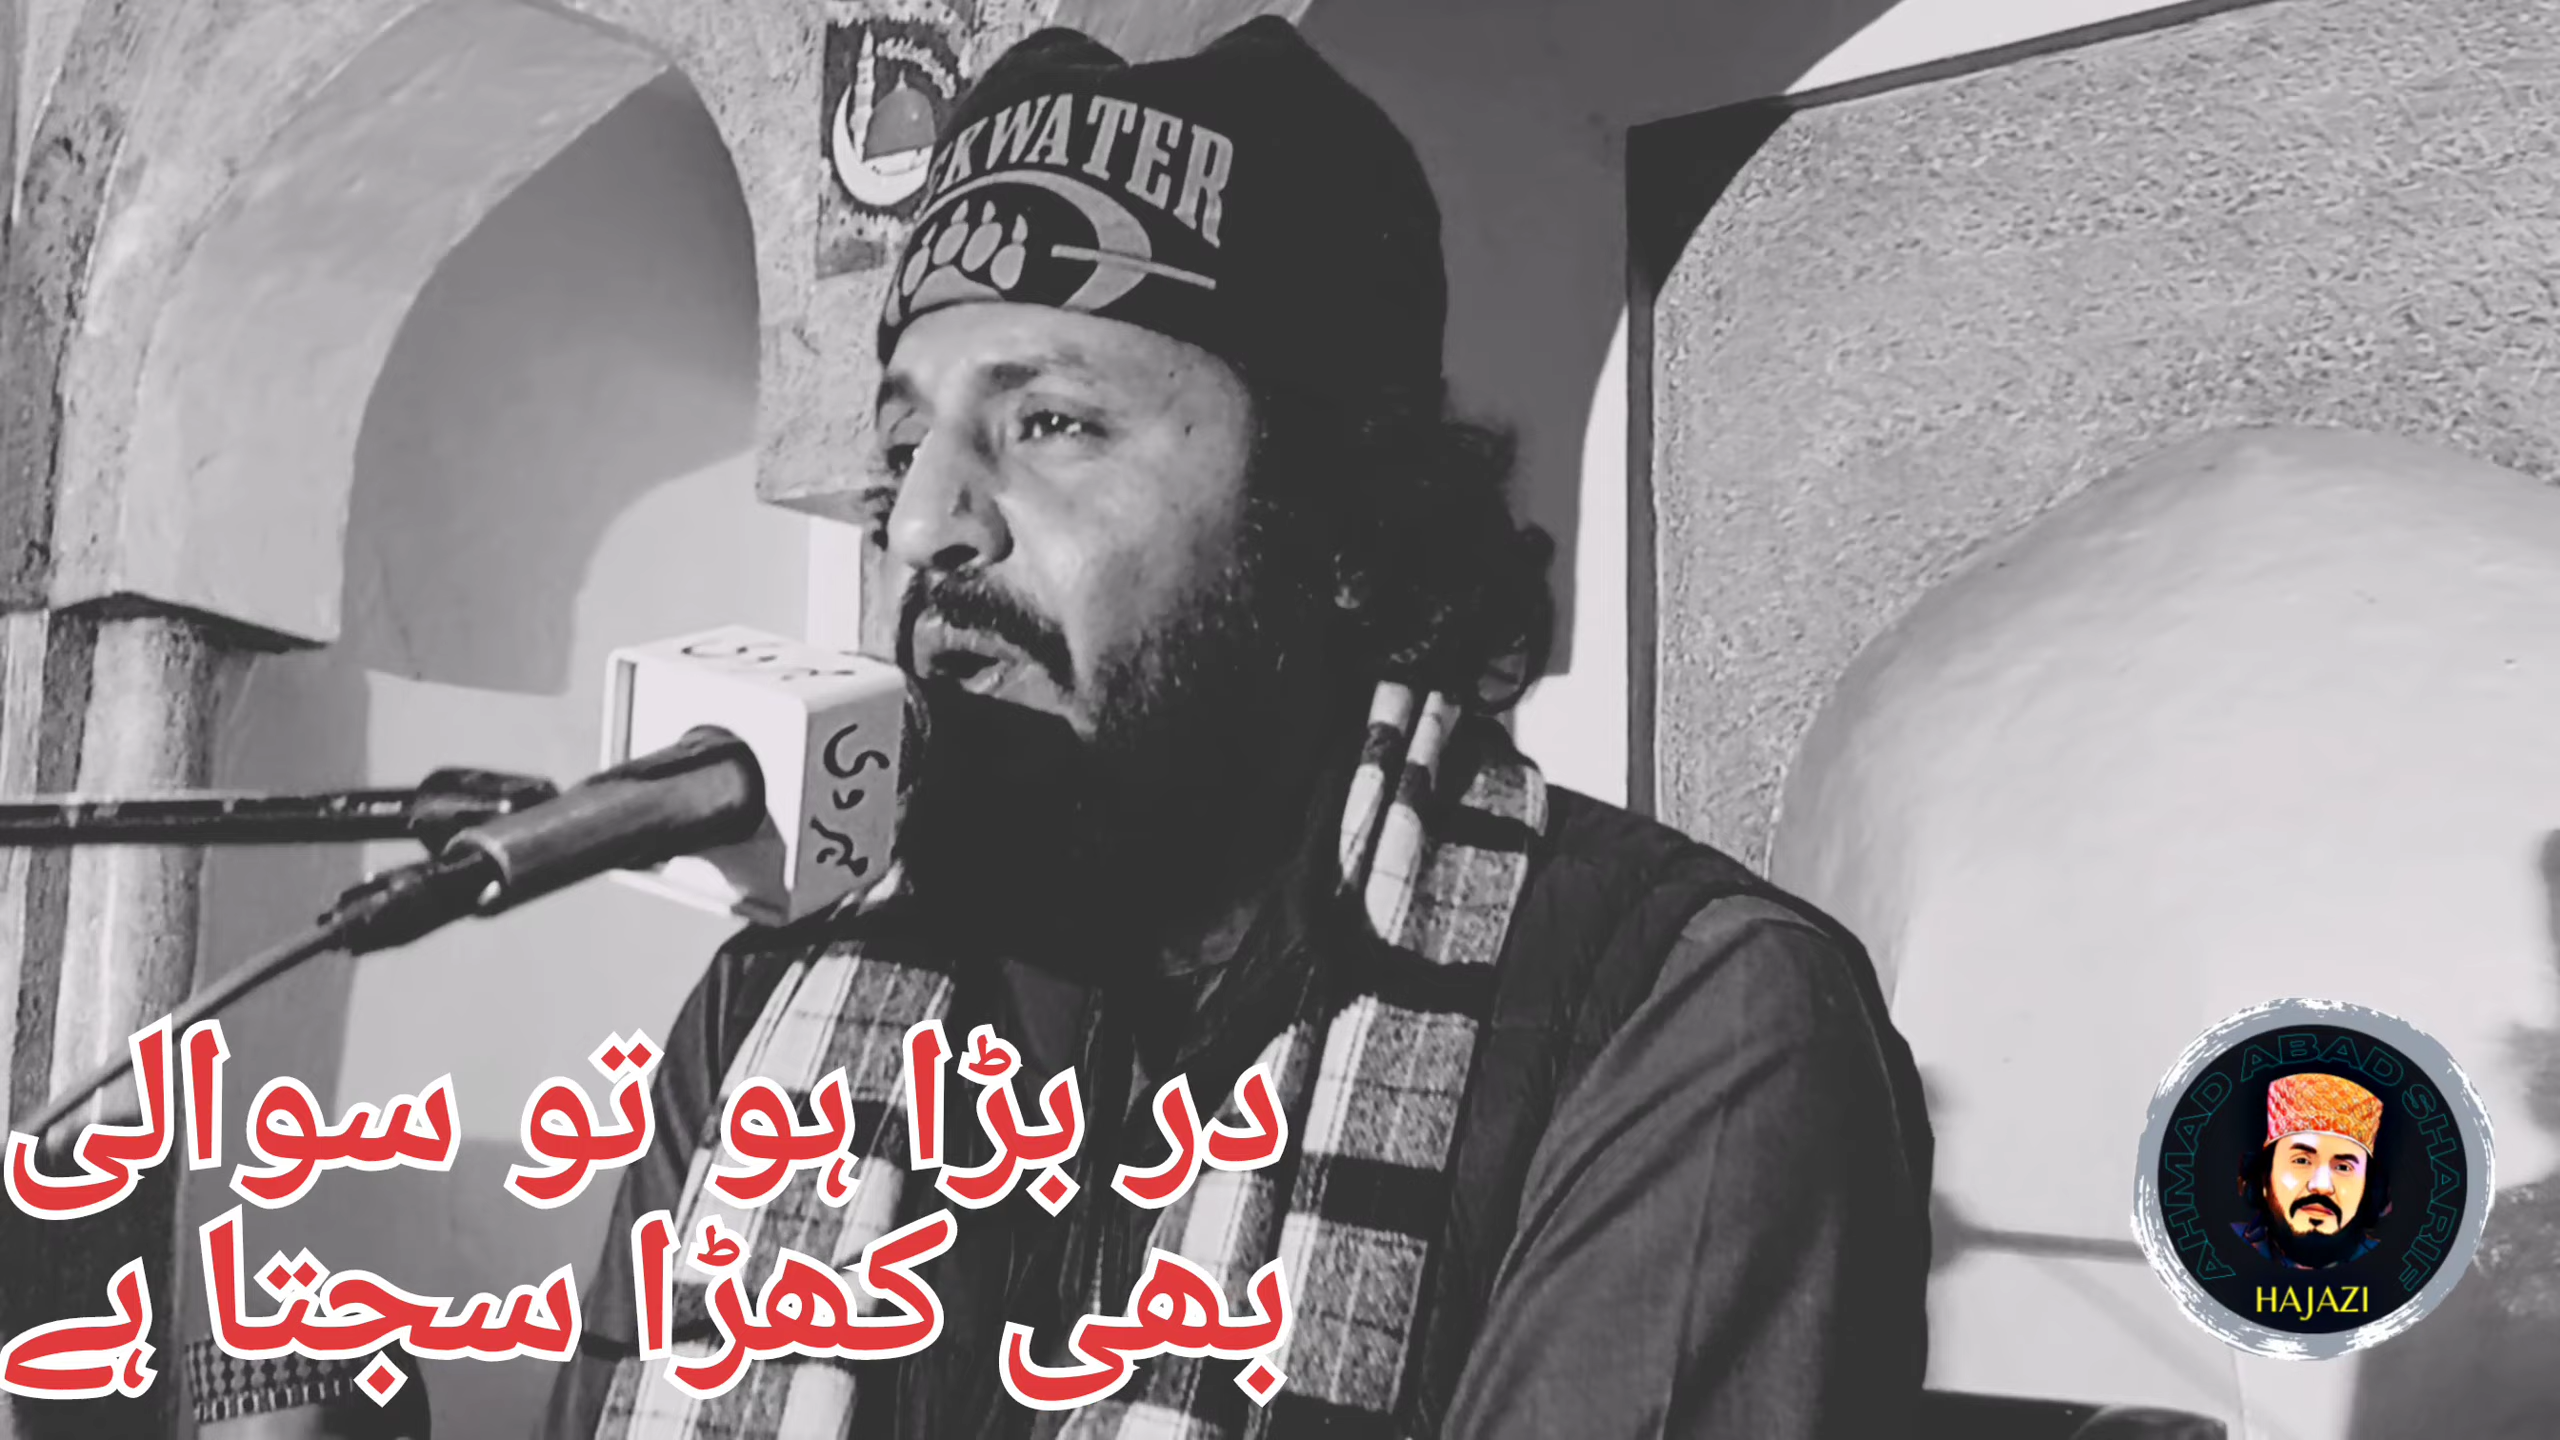 KWATER
در بڑا ہو تو سوالی
بھی کھڑا سجتا ہے
AHMAD ABAD SHARIF
HAJAZI